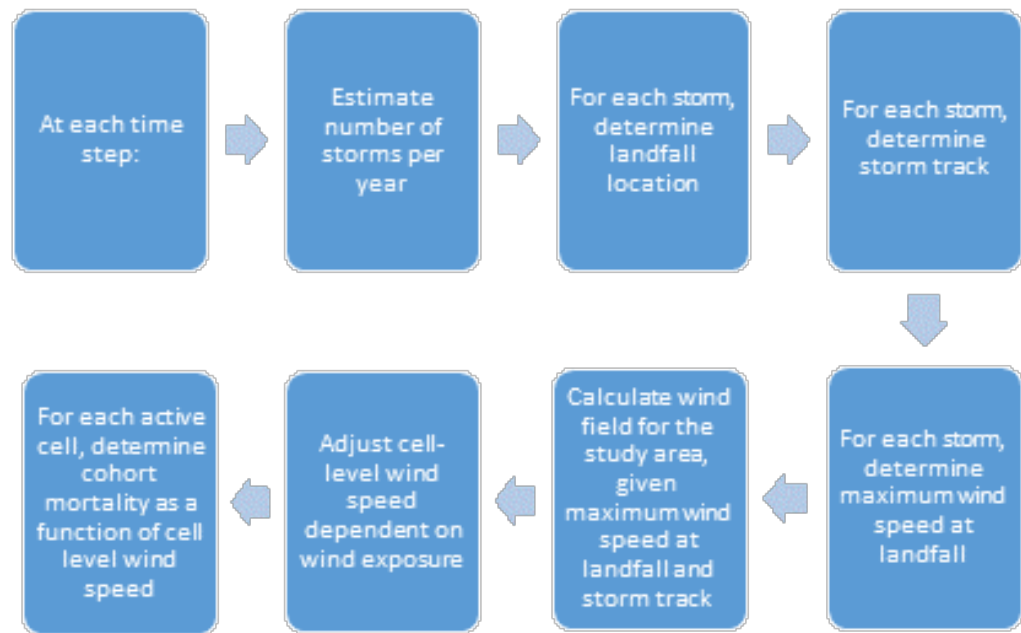 At each time
step:
Estimate
number of
storms per
year
For each storm,
determine
landfall
location
For each storm,
determine
storm track
For each storm,
determine
maximum wind
speed at
landfall
Calculate wind
field for the
study area,
given
maximum wind
speed at
landfall and
storm track
Adjust cell-
level wind
speed
dependent on
wind exposure
For each active
cell, determine
cohort
mortality as a
function of cell
level wind
speed